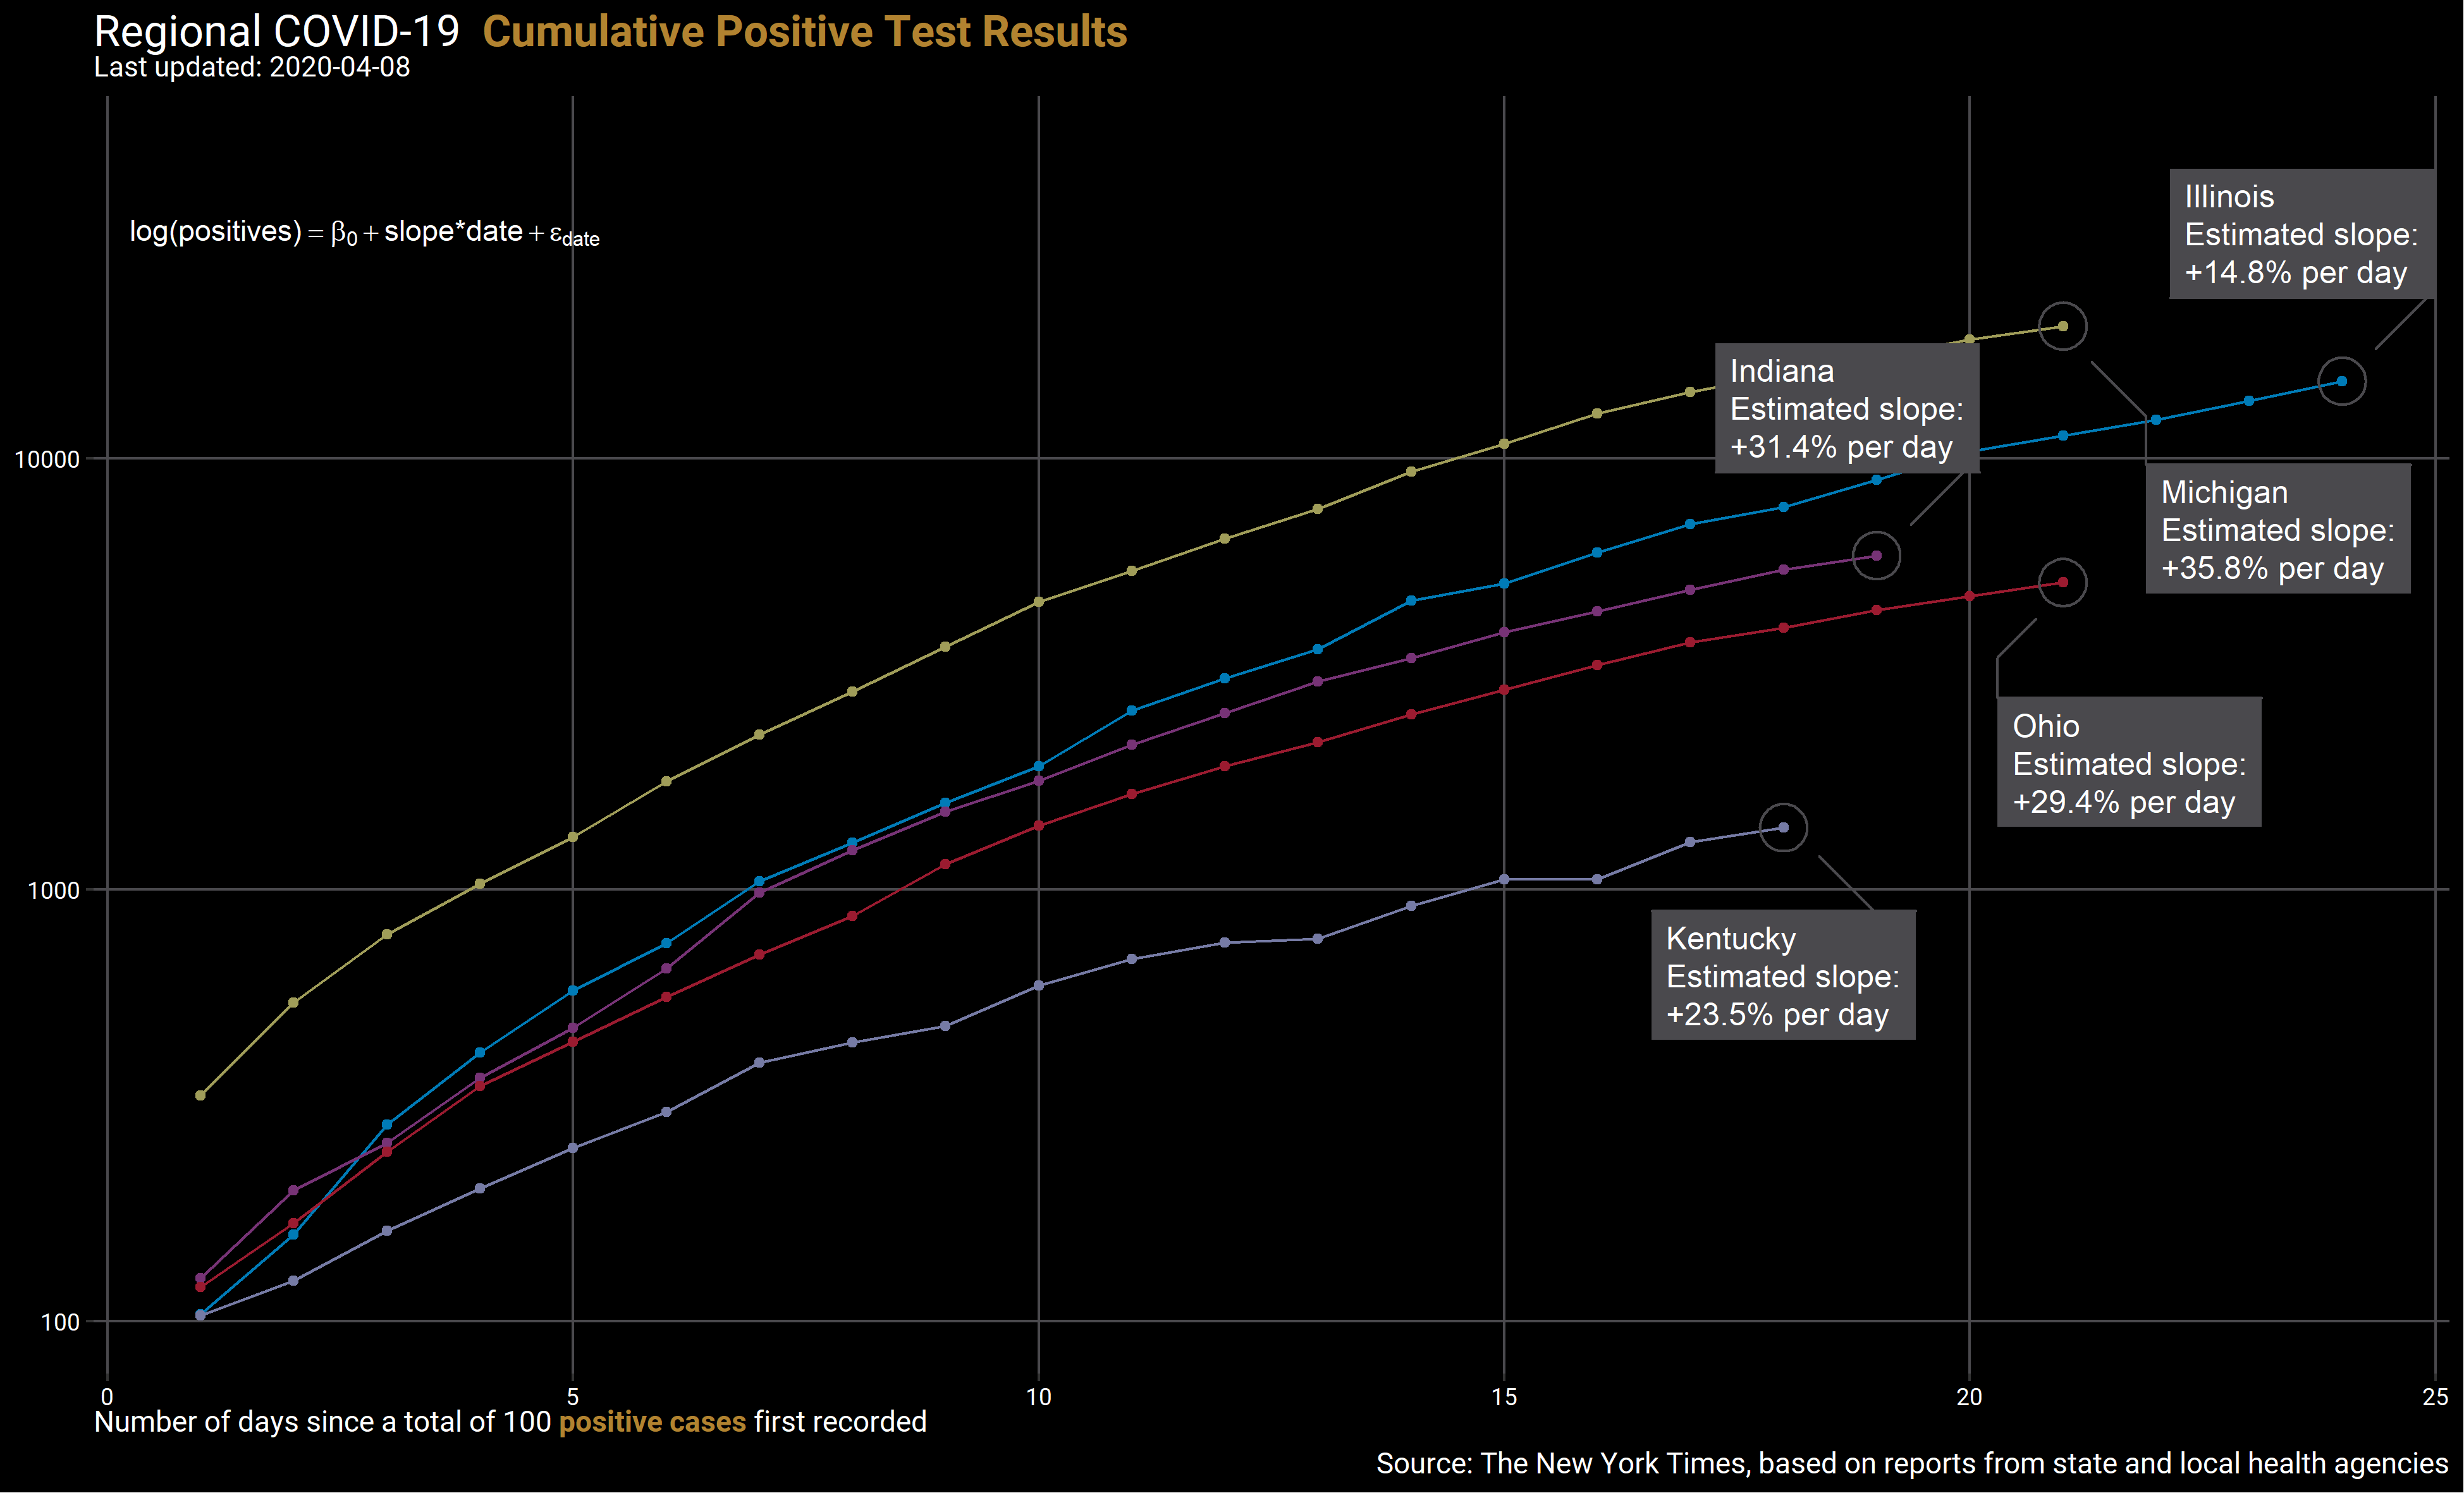 Regional COVID-19 Cumulative Positive Test Results
Last updated: 2020-04-08
log(positives) = β0 + slope*date + εdate
Illinois
Estimated slope:
+14.8% per day
Indiana
Estimated slope:
+31.4% per day
Michigan
Estimated slope:
+35.8% per day
Ohio
Estimated slope:
+29.4% per day
Kentucky
Estimated slope:
+23.5% per day
10000
1000
100
0 5 10 15 20 25
Number of days since a total of 100 positive cases first recorded
Source: The New York Times, based on reports from state and local health agencies